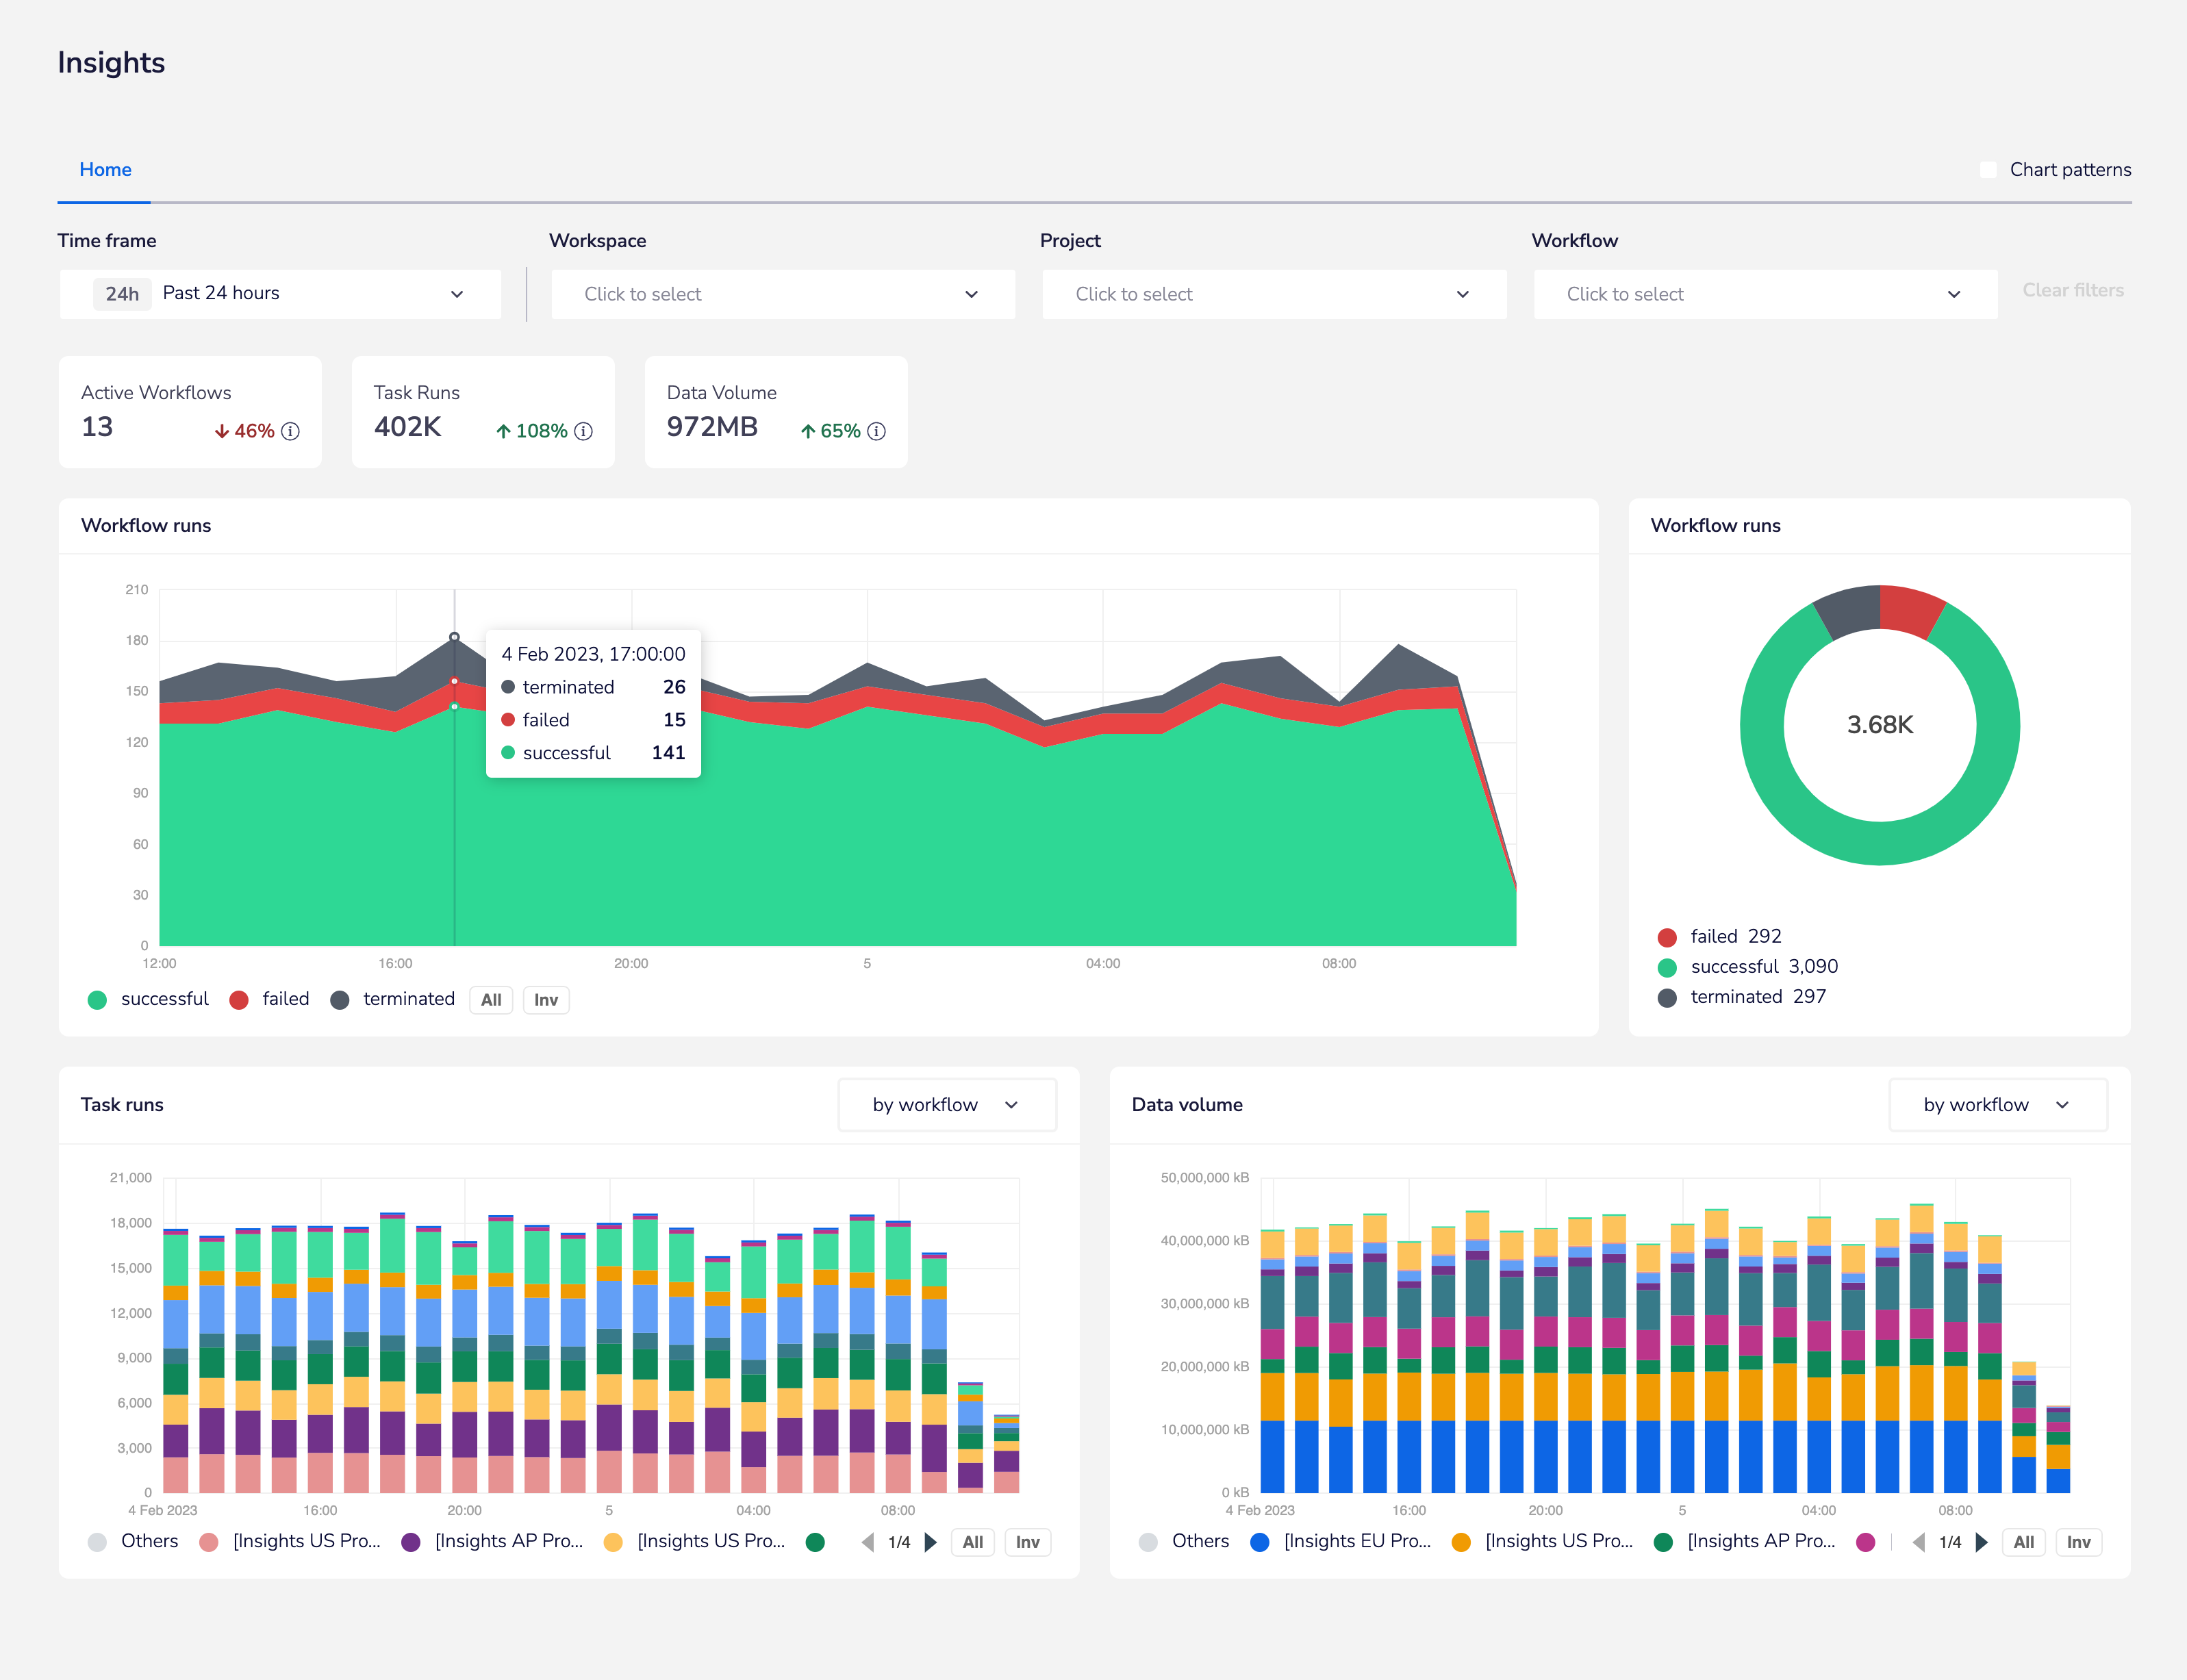 Insights
Home
Chart patterns
Time frame
Workspace
Project
Workflow
24h Past 24 hours
Click to select
Click to select
Click to select
Clear filters
Active Workflows
13
46%
Task Runs
402K
108%
Data Volume
972MB
65%
Workflow runs
210
180
150
120
90
60
30
0
12:00
16:00
20:00
5
04:00
08:00
4 Feb 2023, 17:00:00
terminated 26
failed 15
successful 141
successful
failed
terminated
All
Inv
Workflow runs
3.68K
failed 292
successful 3,090
terminated 297
Task runs
by workflow
21,000
18,000
15,000
12,000
9,000
6,000
3,000
0
4 Feb 2023
16:00
20:00
5
04:00
08:00
Others
[Insights US Pro...
[Insights AP Pro...
[Insights US Pro...
1/4
All
Inv
Data volume
by workflow
50,000,000 kB
40,000,000 kB
30,000,000 kB
20,000,000 kB
10,000,000 kB
0 kB
4 Feb 2023
16:00
20:00
5
04:00
08:00
Others
[Insights EU Pro...
[Insights US Pro...
[Insights AP Pro...
1/4
All
Inv